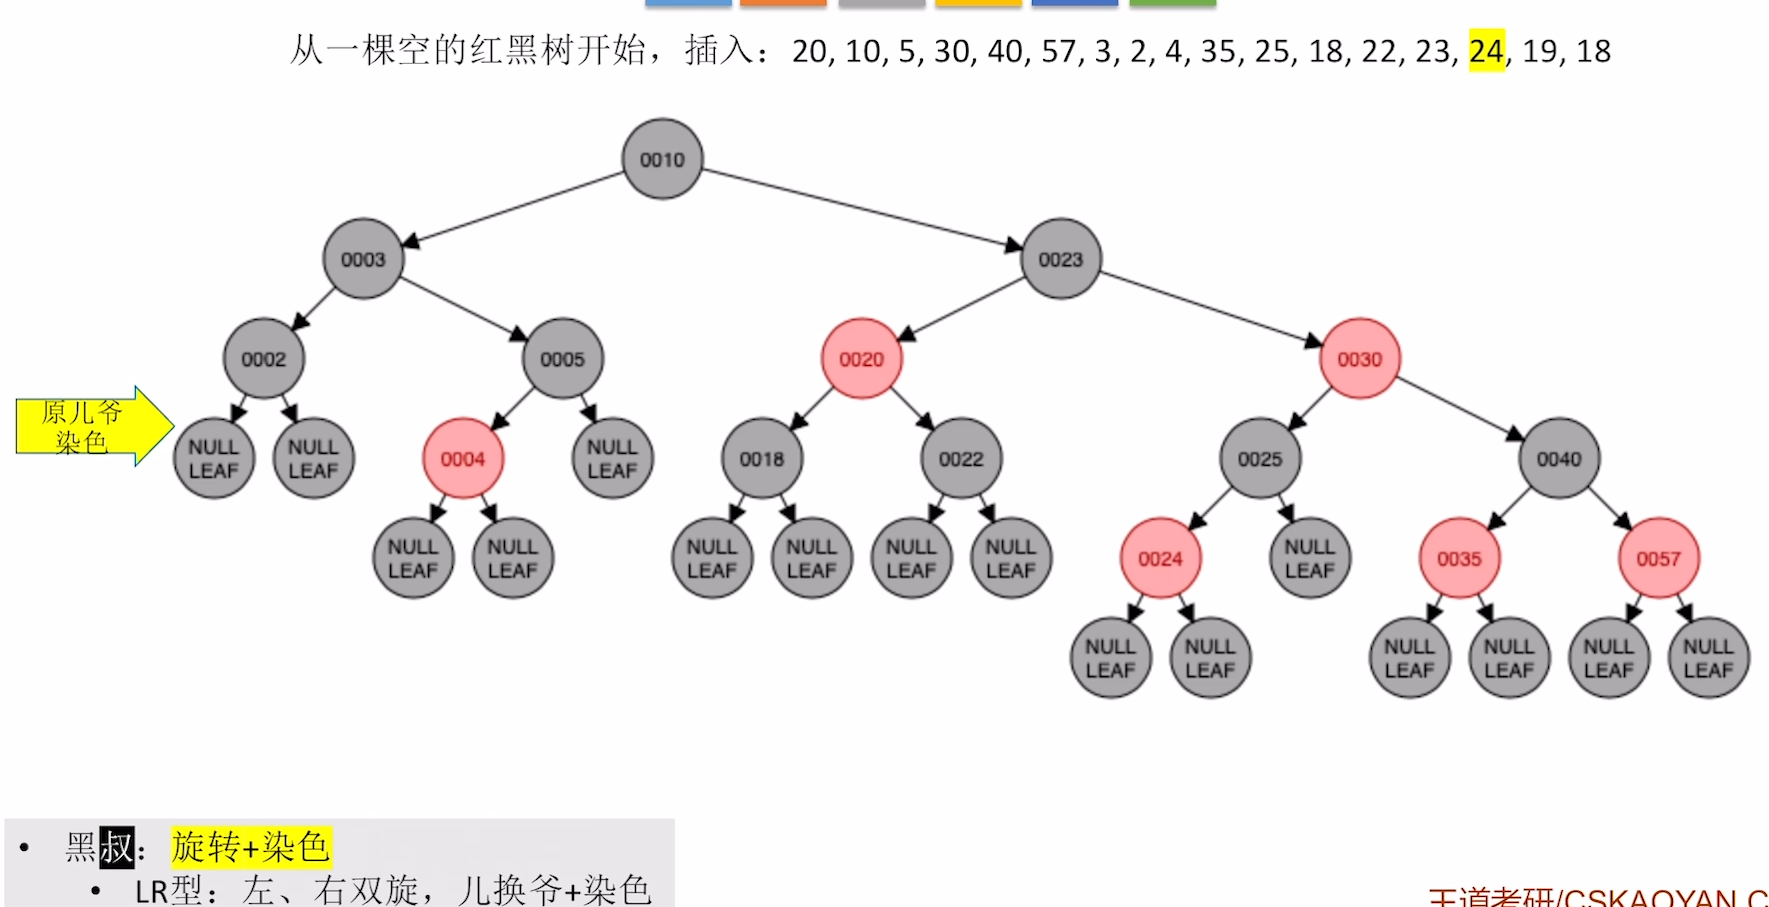 从一棵空的红黑树开始，插入：20, 10, 5, 30, 40, 57, 3, 2, 4, 35, 25, 18, 22, 23, 24, 19, 18
0010
0003
0023
0002
0005
0020
0030
原儿爷
染色
NULL
LEAF
NULL
LEAF
0004
NULL
LEAF
0018
0022
0025
0040
NULL
LEAF
NULL
LEAF
NULL
LEAF
NULL
LEAF
NULL
LEAF
NULL
LEAF
0024
NULL
LEAF
0035
0057
NULL
LEAF
NULL
LEAF
NULL
LEAF
NULL
LEAF
NULL
LEAF
NULL
LEAF
• 黑叔：旋转+染色
• LR型：左、右双旋，儿换爷+染色
王道考研/CSKAOYAN.C